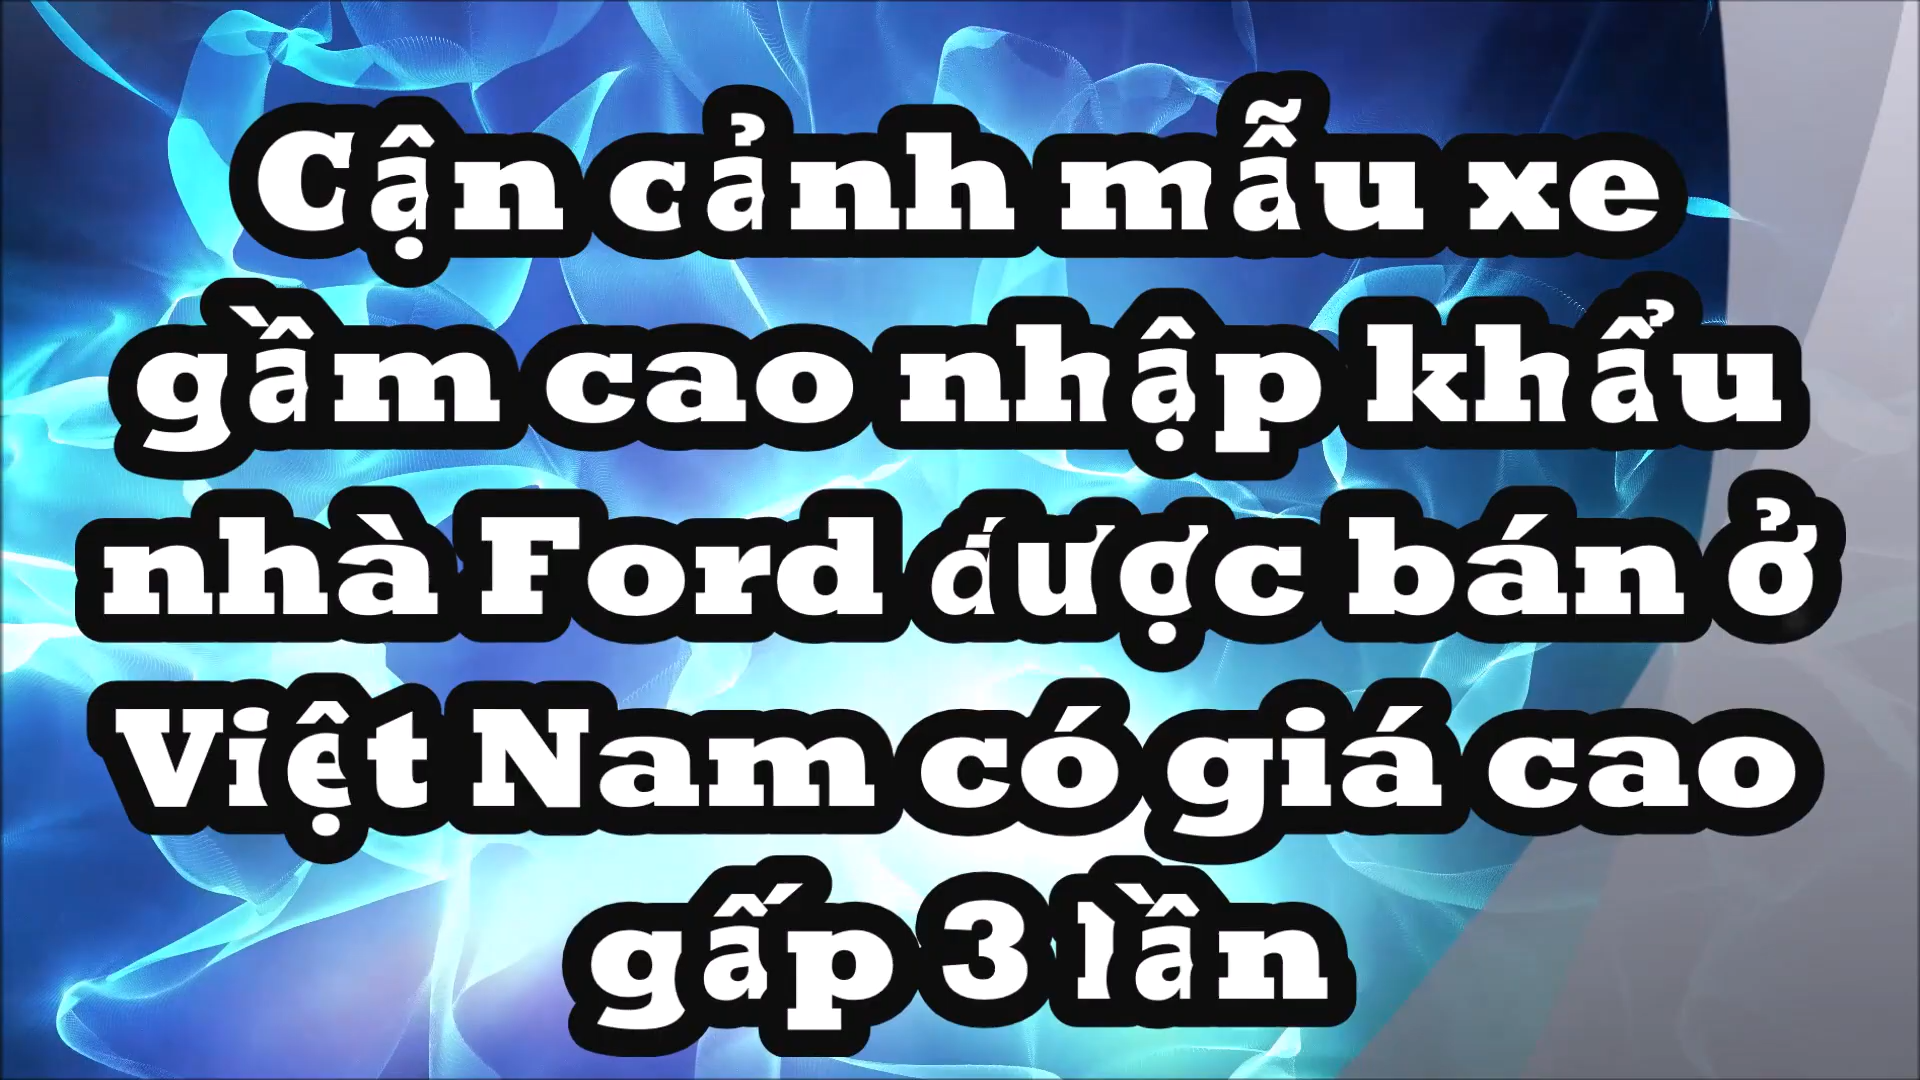 Cận cảnh mẫu xe
gầm cao nhập khẩu
nhà Ford được bán ở
Việt Nam có giá cao
gấp 3 lần